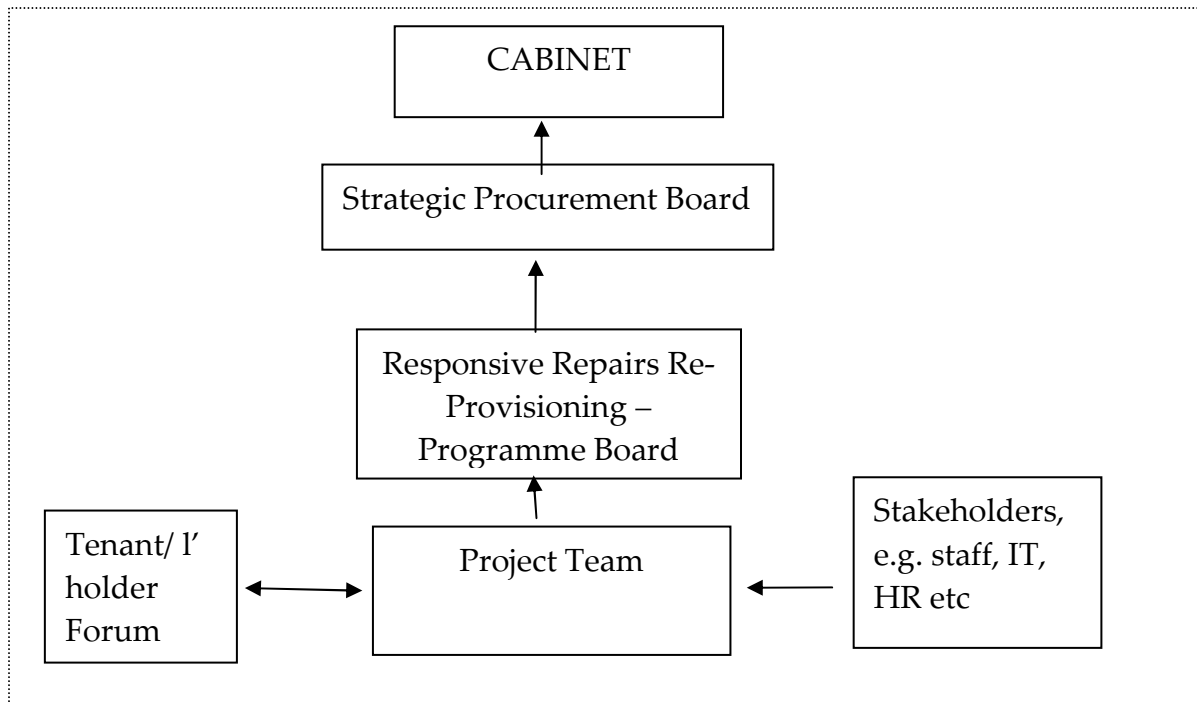 CABINET
Strategic Procurement Board
Responsive Repairs Re-
Provisioning –
Programme Board
Tenant/ l’
holder
Forum
Project Team
Stakeholders,
e.g. staff, IT,
HR etc